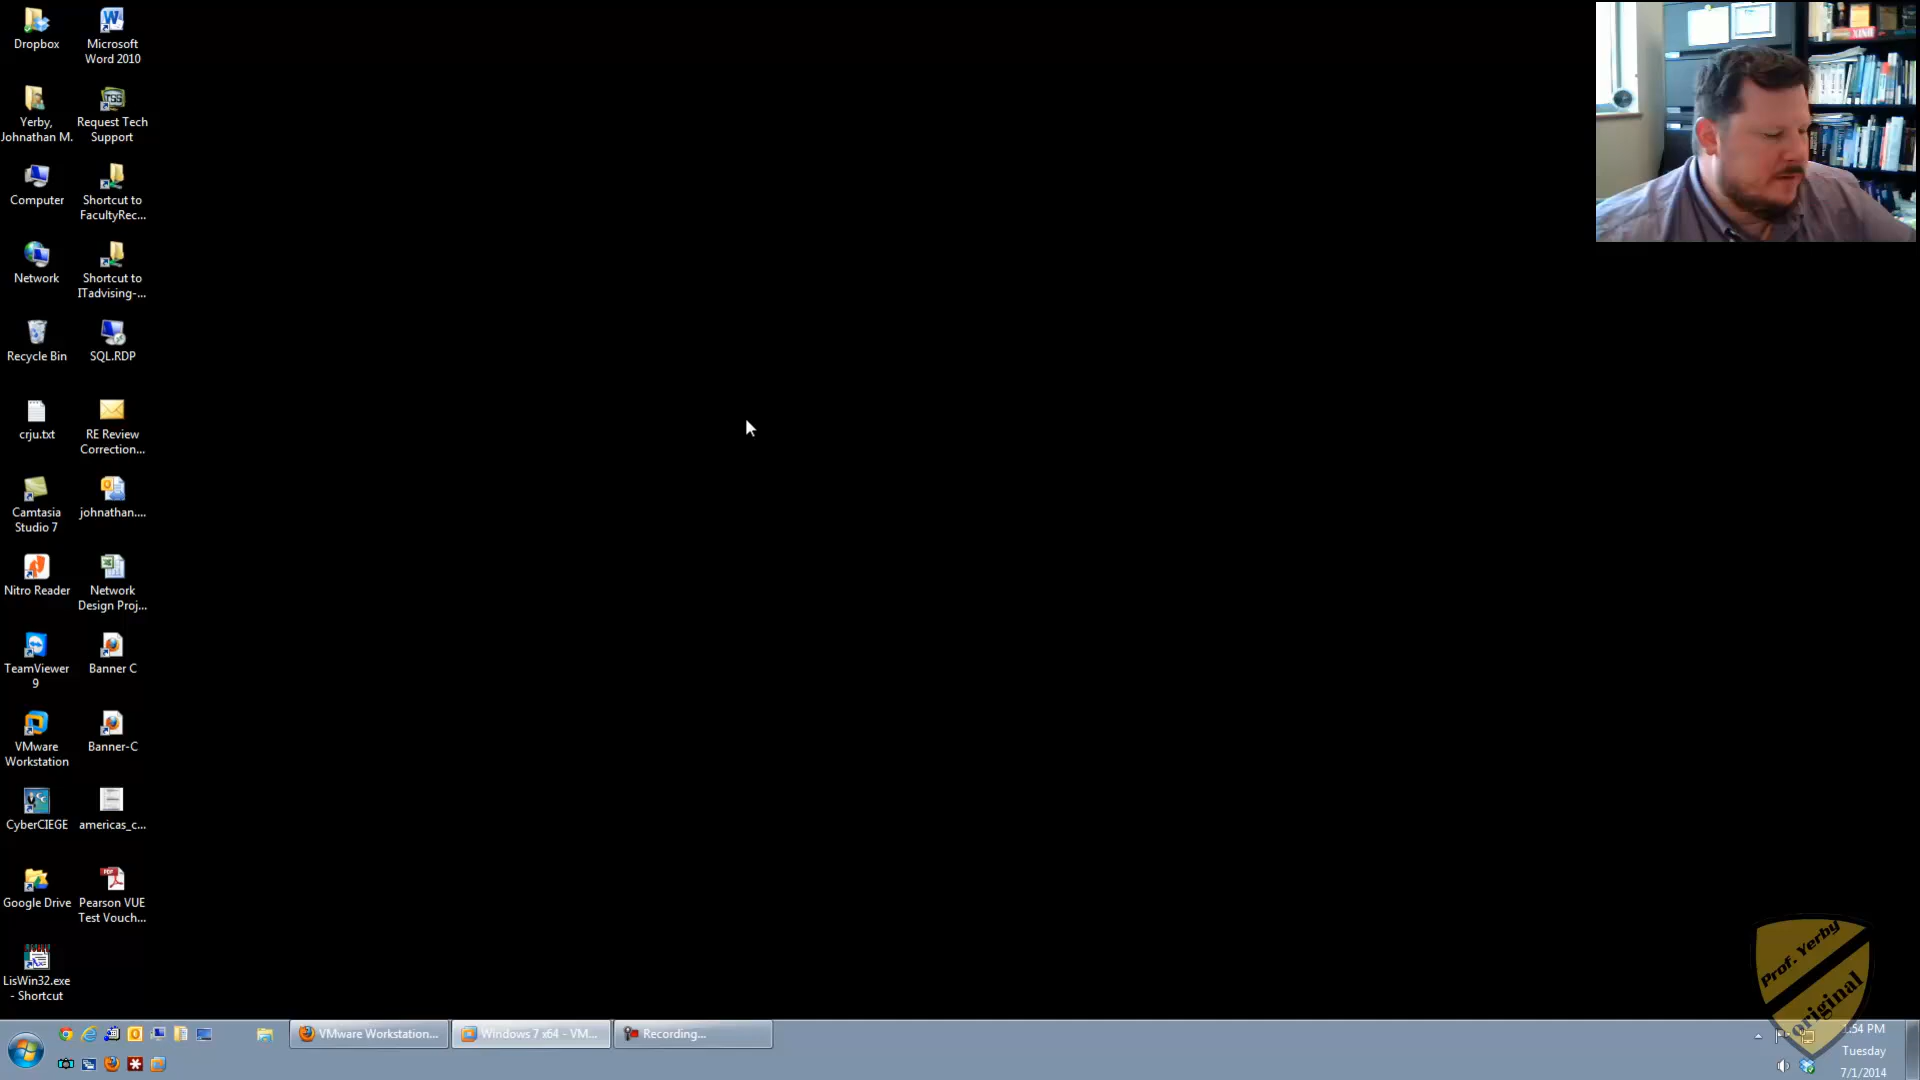 Dropbox
Microsoft
Word 2010
Yerby,
Johnathan M.
Request Tech
Support
Computer
Shortcut to
FacultyRec...
Network
Shortcut to
ITadvising-...
Recycle Bin
SQL.RDP
crju.txt
RE Review
Correction...
Camtasia
Studio 7
johnathan....
Nitro Reader
Network
Design Proj...
TeamViewer
9
Banner C
VMware
Workstation
Banner-C
CyberCIEGE
americas_c...
Google Drive
Pearson VUE
Test Vouch...
LisWin32.exe
- Shortcut
Prof. Yerby
original
VMware Workstation...
Windows 7 x64 - VM...
Recording...
:54 PM
Tuesday
7/1/2014